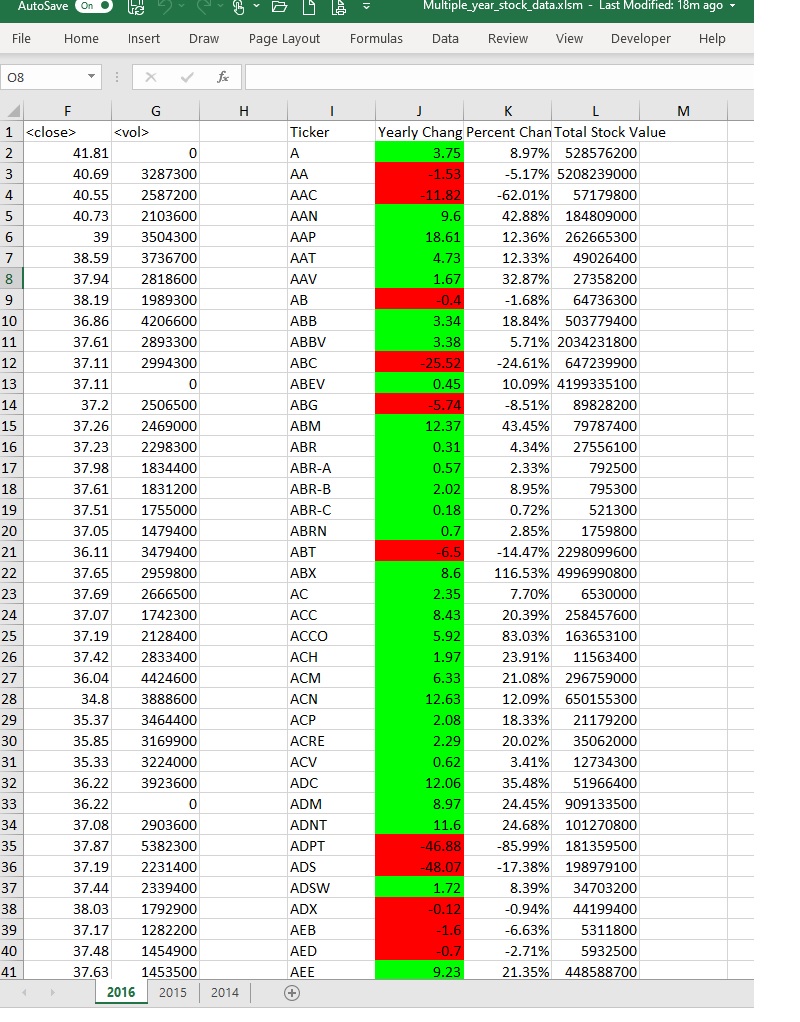 AutoSave On Multiple_year_stock_data.xlsm - Last Modified: 18m ago
File Home Insert Draw Page Layout Formulas Data Review View Developer Help
O8 fx
F G H I J K L M
1 <close> <vol> Ticker Yearly Chang Percent Chan Total Stock Value
2 41.81 0 A 3.75 8.97% 528576200
3 40.69 3287300 AA -1.53 -5.17% 5208239000
4 40.55 2587200 AAC -11.82 -62.01% 57179800
5 40.73 2103600 AAN 9.6 42.88% 184809000
6 39 3504300 AAP 18.61 12.36% 262665300
7 38.59 3736700 AAT 4.73 12.33% 49026400
8 37.94 2818600 AAV 1.67 32.87% 27358200
9 38.19 1989300 AB -0.4 -1.68% 64736300
10 36.86 4206600 ABB 3.34 18.84% 503779400
11 37.61 2893300 ABBV 3.38 5.71% 2034231800
12 37.11 2994300 ABC -25.52 -24.61% 647239900
13 37.11 0 ABEV 0.45 10.09% 4199335100
14 37.2 2506500 ABG -5.74 -8.51% 89828200
15 37.26 2469000 ABM 12.37 43.45% 79787400
16 37.23 2298300 ABR 0.31 4.34% 27556100
17 37.98 1834400 ABR-A 0.57 2.33% 792500
18 37.61 1831200 ABR-B 2.02 8.95% 795300
19 37.51 1755000 ABR-C 0.18 0.72% 521300
20 37.05 1479400 ABRN 0.7 2.85% 1759800
21 36.11 3479400 ABT -6.5 -14.47% 2298099600
22 37.65 2959800 ABX 8.6 116.53% 4996990800
23 37.69 2666500 AC 2.35 7.70% 6530000
24 37.07 1742300 ACC 8.43 20.39% 258457600
25 37.19 2128400 ACCO 5.92 83.03% 163653100
26 37.42 2833400 ACH 1.97 23.91% 11563400
27 36.04 4424600 ACM 6.33 21.08% 296759000
28 34.8 3888600 ACN 12.63 12.09% 650155300
29 35.37 3464400 ACP 2.08 18.33% 21179200
30 35.85 3169900 ACRE 2.29 20.02% 35062000
31 35.33 3224000 ACV 0.62 3.41% 12734300
32 36.22 3923600 ADC 12.06 35.48% 51966400
33 36.22 0 ADM 8.97 24.45% 909133500
34 37.08 2903600 ADNT 11.6 24.68% 101270800
35 37.87 5382300 ADPT -46.88 -85.99% 181359500
36 37.19 2231400 ADS -48.07 -17.38% 198979100
37 37.44 2339400 ADSW 1.72 8.39% 34703200
38 38.03 1792900 ADX -0.12 -0.94% 44199400
39 37.17 1282200 AEB -1.6 -6.63% 5311800
40 37.48 1454900 AED -0.7 -2.71% 5932500
41 37.63 1453500 AEE 9.23 21.35% 448588700
2016 2015 2014